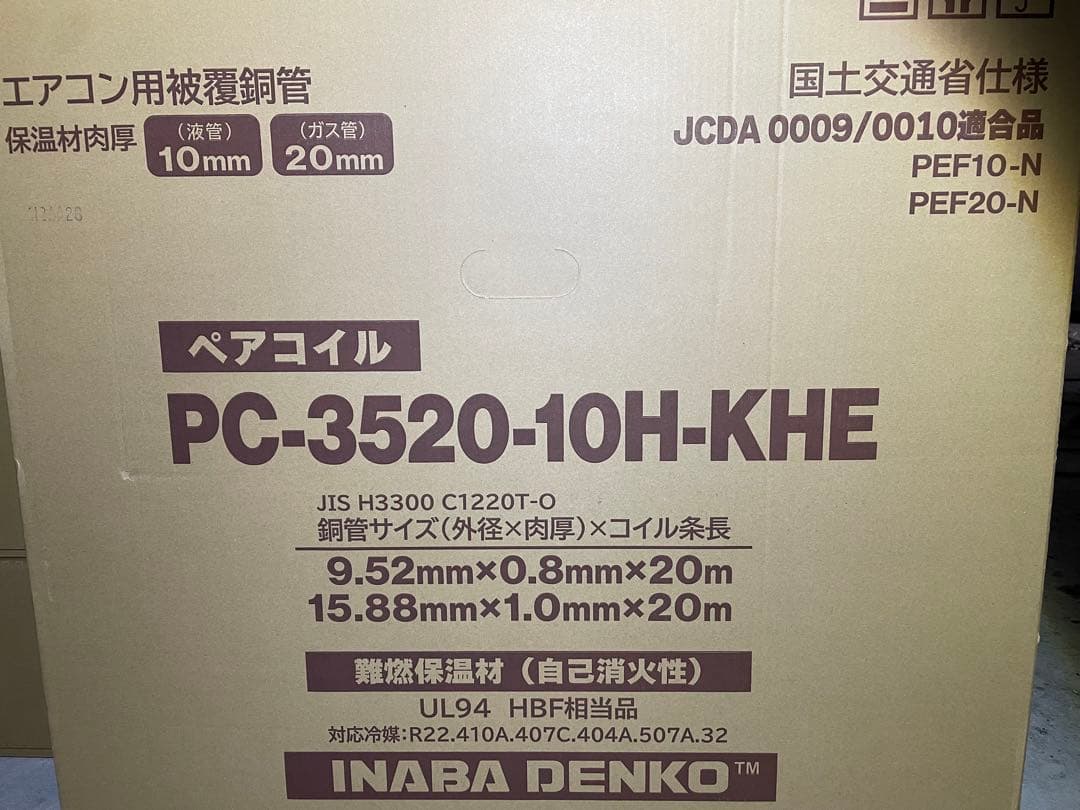 エアコン用被覆銅管
保温材肉厚
(液管)
10mm
(ガス管)
20mm
国土交通省仕様
JCDA 0009/0010適合品
PEF10-N
PEF20-N
ペアコイル
PC-3520-10H-KHE
JIS H3300 C1220T-O
銅管サイズ(外径×肉厚)×コイル条長
9.52mm×0.8mm×20m
15.88mm×1.0mm×20m
難燃保温材(自己消火性)
UL94 HBF相当品
対応冷媒:R22.410A.407C.404A.507A.32
INABA DENKO™